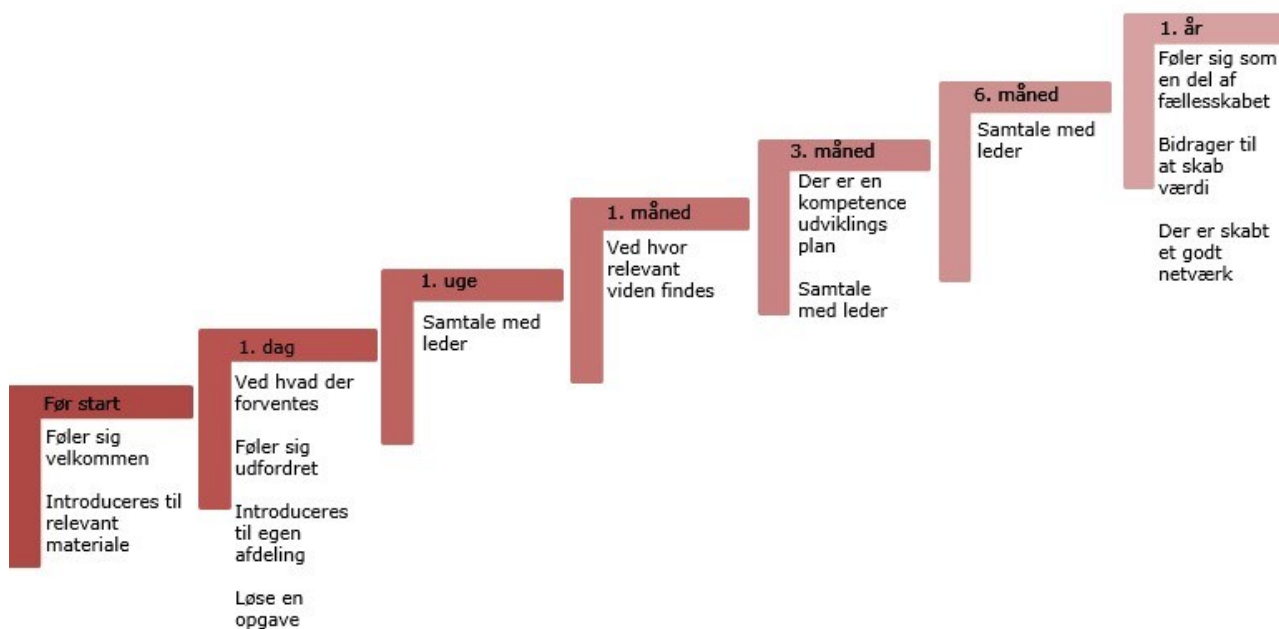 Før start
Føler sig
velkommen
Introduceres til
relevant
materiale
1. dag
Ved hvad der
forventes
Føler sig
udfordret
Introduceres
til egen
afdeling
Løse en
opgave
1. uge
Samtale med
leder
1. måned
Ved hvor
relevant
viden findes
3. måned
Der er en
kompetence
udviklings
plan
Samtale
med leder
6. måned
Samtale med
leder
1. år
Føler sig som
en del af
fællesskabet
Bidrager til
at skab
værdi
Der er skabt
et godt
netværk